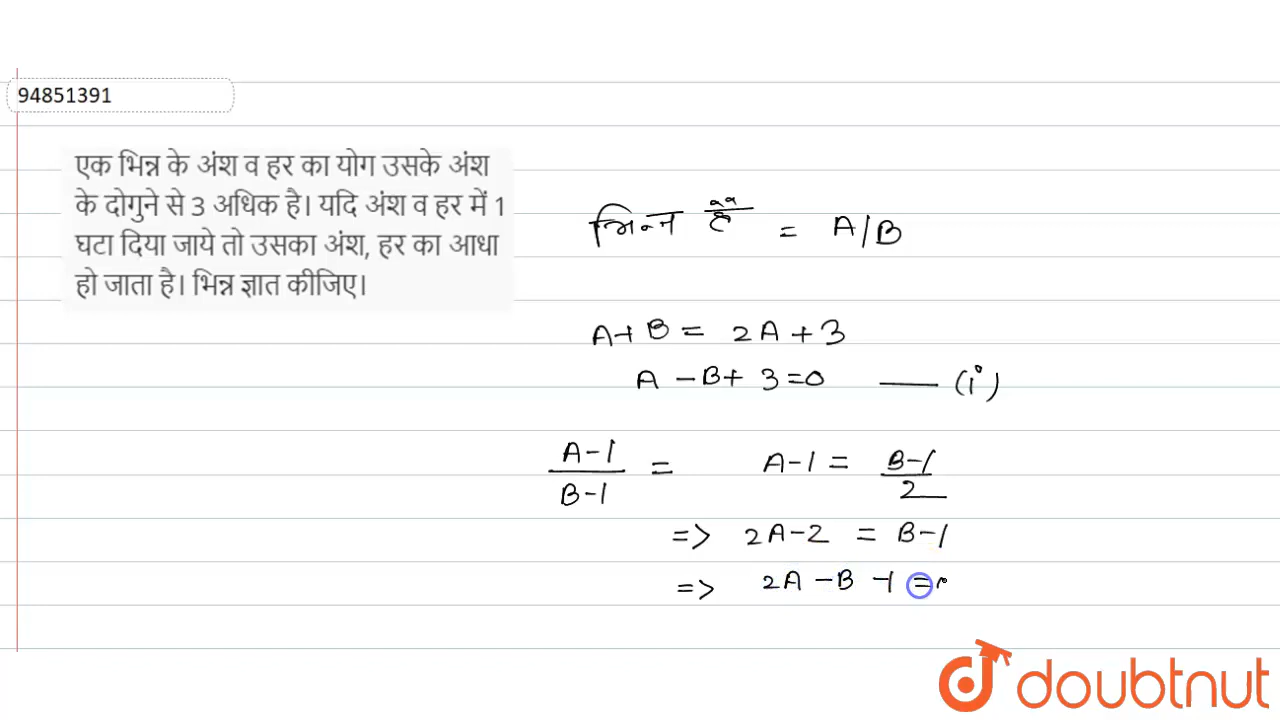 94851391
एक भिन्न के अंश व हर का योग उसके अंश
के दोगुने से 3 अधिक है। यदि अंश व हर में 1
घटा दिया जाये तो उसका अंश, हर का आधा
हो जाता है। भिन्न ज्ञात कीजिए।
भिन्न = A/B
A+B = 2A+3
A-B+3=0 —— (i)
A-1/B-1 = A-1 = B-1/2
=> 2A-2 = B-1
=> 2A-B-1=
doubtnut